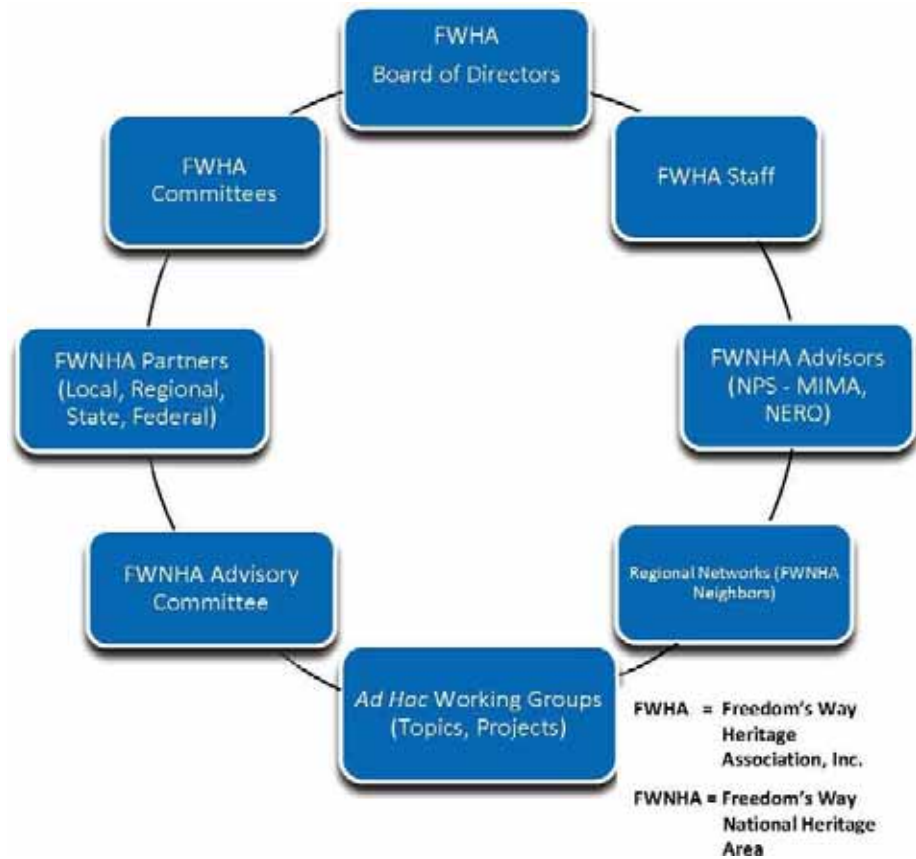 FWHA
Board of Directors
FWHA Staff
FWNHA Advisors
(NPS - MIMA,
NERO)
Regional Networks (FWNHA
Neighbors)
Ad Hoc Working Groups
(Topics, Projects)
FWNHA Advisory
Committee
FWNHA Partners
(Local, Regional,
State, Federal)
FWHA
Committees
FWHA = Freedom's Way
Heritage
Association, Inc.
FWNHA = Freedom's Way
National Heritage
Area